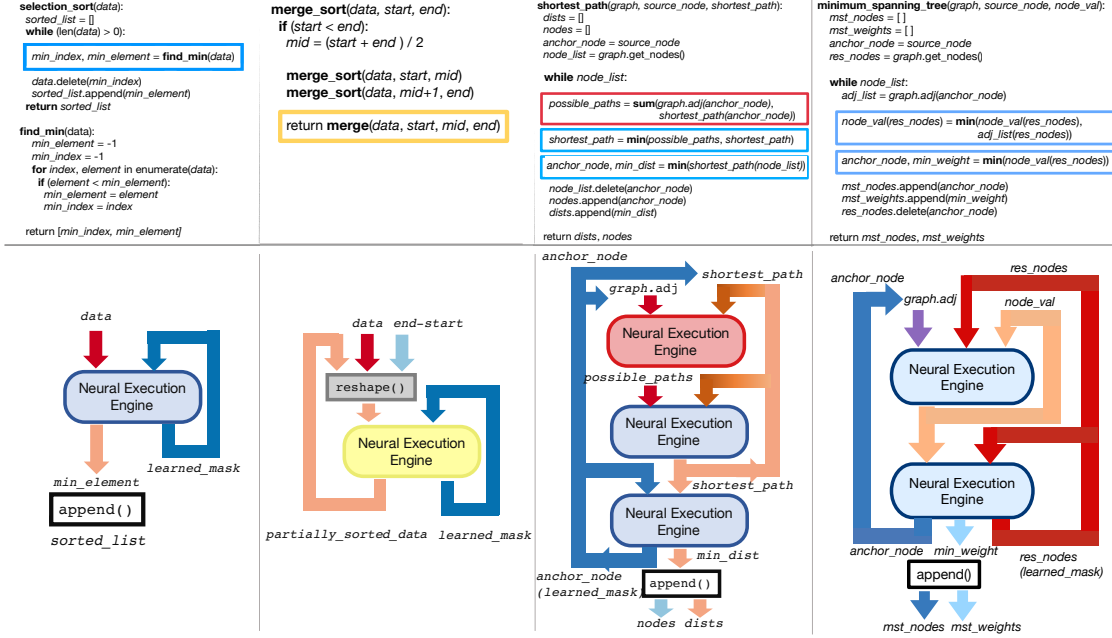 selection_sort(data):
sorted_list = []
while (len(data) > 0):
min_index, min_element = find_min(data)
data.delete(min_index)
sorted_list.append(min_element)
return sorted_list
find_min(data):
min_element = -1
min_index = -1
for index, element in enumerate(data):
if (element < min_element):
min_element = element
min_index = index
return [min_index, min_element]
merge_sort(data, start, end):
if (start < end):
mid = (start + end ) / 2
merge_sort(data, start, mid)
merge_sort(data, mid+1, end)
return merge(data, start, mid, end)
shortest_path(graph, source_node, shortest_path):
dists = []
nodes = []
anchor_node = source_node
node_list = graph.get_nodes()
while node_list:
possible_paths = sum(graph.adj(anchor_node),
shortest_path(anchor_node))
shortest_path = min(possible_paths, shortest_path)
anchor_node, min_dist = min(shortest_path(node_list))
node_list.delete(anchor_node)
nodes.append(anchor_node)
dists.append(min_dist)
return dists, nodes
minimum_spanning_tree(graph, source_node, node_val):
mst_nodes = [ ]
mst_weights = [ ]
anchor_node = source_node
res_nodes = graph.get_nodes()
while node_list:
adj_list = graph.adj(anchor_node)
node_val(res_nodes) = min(node_val(res_nodes),
adj_list(res_nodes))
anchor_node, min_weight = min(node_val(res_nodes))
mst_nodes.append(anchor_node)
mst_weights.append(min_weight)
res_nodes.delete(anchor_node)
return mst_nodes, mst_weights
data
Neural Execution
Engine
learned_mask
min_element
append()
sorted_list
data end-start
reshape()
Neural Execution
Engine
partially_sorted_data learned_mask
anchor_node
shortest_path
graph.adj
Neural Execution
Engine
possible_paths
Neural Execution
Engine
shortest_path
Neural Execution
Engine
min_dist
anchor_node
(learned_mask)
append()
nodes dists
res_nodes
anchor_node
graph.adj
node_val
Neural Execution
Engine
Neural Execution
Engine
anchor_node min_weight
res_nodes
(learned_mask)
append()
mst_nodes mst_weights